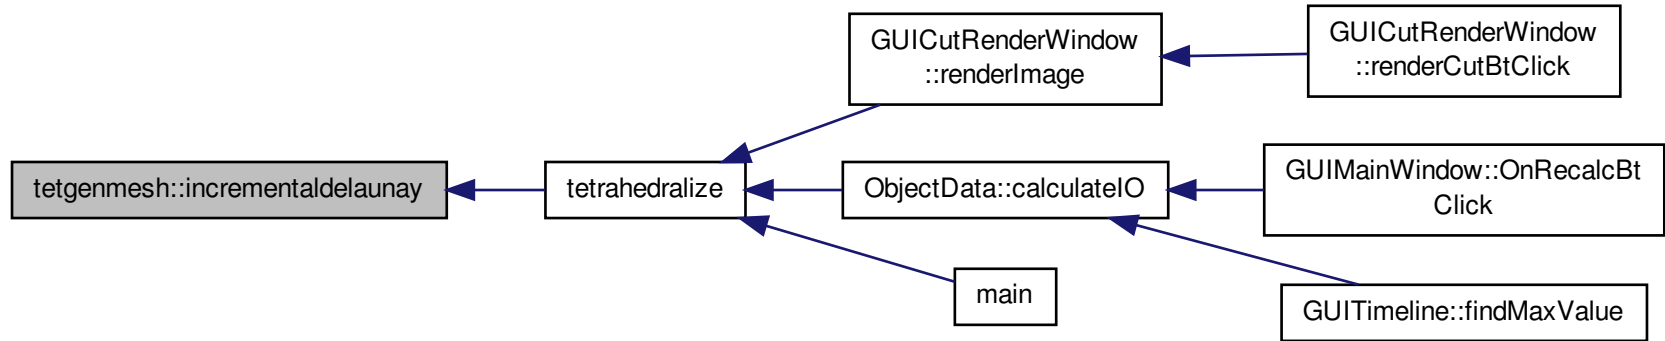 GUICutRenderWindow
::renderImage
GUICutRenderWindow
::renderCutBtClick
tetgenmesh::incrementaldelaunay
tetrahedralize
ObjectData::calculateIO
GUIMainWindow::OnRecalcBt
Click
main
GUITimeline::findMaxValue